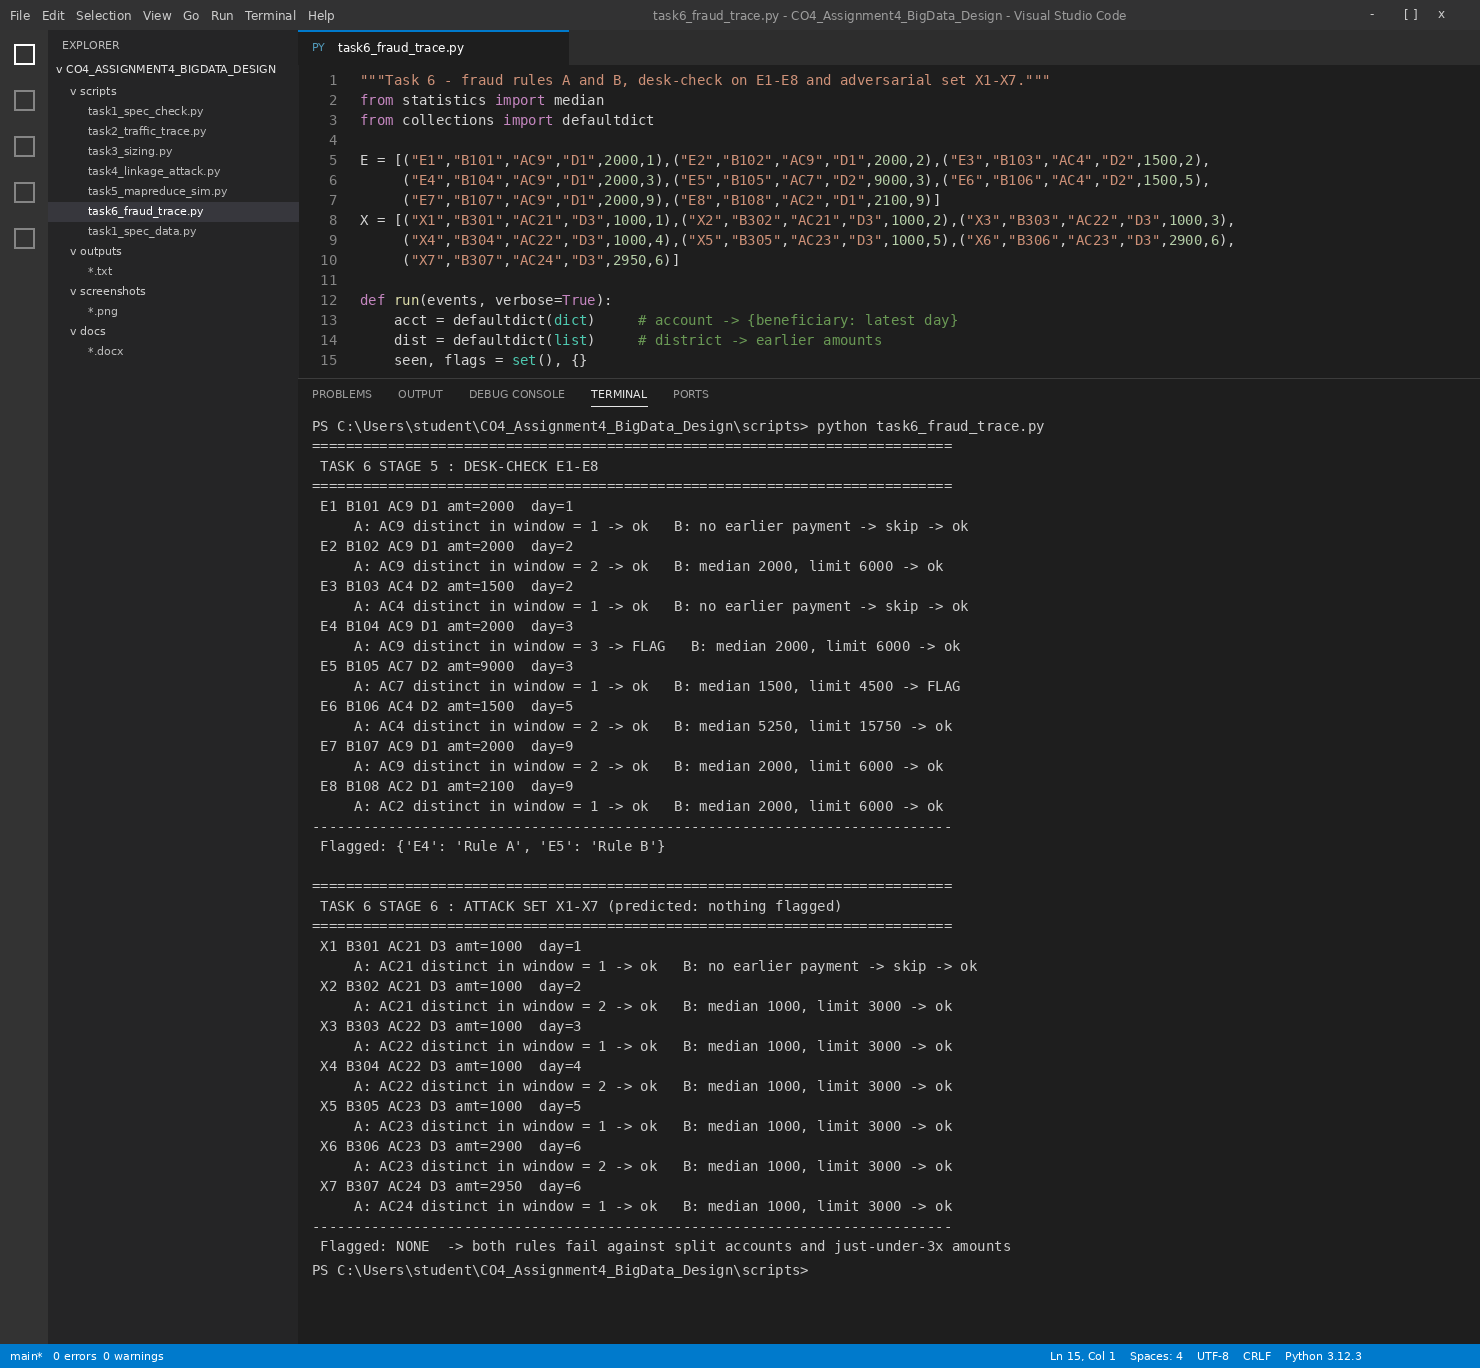 File Edit Selection View Go Run Terminal Help
task6_fraud_trace.py - CO4_Assignment4_BigData_Design - Visual Studio Code
- [ ] x
EXPLORER
v CO4_ASSIGNMENT4_BIGDATA_DESIGN
v scripts
task1_spec_check.py
task2_traffic_trace.py
task3_sizing.py
task4_linkage_attack.py
task5_mapreduce_sim.py
task6_fraud_trace.py
task1_spec_data.py
v outputs
*.txt
v screenshots
*.png
v docs
*.docx
PY task6_fraud_trace.py
1 """Task 6 - fraud rules A and B, desk-check on E1-E8 and adversarial set X1-X7."""
2 from statistics import median
3 from collections import defaultdict
4
5 E = [("E1","B101","AC9","D1",2000,1),("E2","B102","AC9","D1",2000,2),("E3","B103","AC4","D2",1500,2),
6      ("E4","B104","AC9","D1",2000,3),("E5","B105","AC7","D2",9000,3),("E6","B106","AC4","D2",1500,5),
7      ("E7","B107","AC9","D1",2000,9),("E8","B108","AC2","D1",2100,9)]
8 X = [("X1","B301","AC21","D3",1000,1),("X2","B302","AC21","D3",1000,2),("X3","B303","AC22","D3",1000,3),
9      ("X4","B304","AC22","D3",1000,4),("X5","B305","AC23","D3",1000,5),("X6","B306","AC23","D3",2900,6),
10      ("X7","B307","AC24","D3",2950,6)]
11
12 def run(events, verbose=True):
13     acct = defaultdict(dict)     # account -> {beneficiary: latest day}
14     dist = defaultdict(list)     # district -> earlier amounts
15     seen, flags = set(), {}
PROBLEMS OUTPUT DEBUG CONSOLE TERMINAL PORTS
PS C:\Users\student\CO4_Assignment4_BigData_Design\scripts> python task6_fraud_trace.py
============================================================================
 TASK 6 STAGE 5 : DESK-CHECK E1-E8
============================================================================
 E1 B101 AC9 D1 amt=2000  day=1
     A: AC9 distinct in window = 1 -> ok   B: no earlier payment -> skip -> ok
 E2 B102 AC9 D1 amt=2000  day=2
     A: AC9 distinct in window = 2 -> ok   B: median 2000, limit 6000 -> ok
 E3 B103 AC4 D2 amt=1500  day=2
     A: AC4 distinct in window = 1 -> ok   B: no earlier payment -> skip -> ok
 E4 B104 AC9 D1 amt=2000  day=3
     A: AC9 distinct in window = 3 -> FLAG   B: median 2000, limit 6000 -> ok
 E5 B105 AC7 D2 amt=9000  day=3
     A: AC7 distinct in window = 1 -> ok   B: median 1500, limit 4500 -> FLAG
 E6 B106 AC4 D2 amt=1500  day=5
     A: AC4 distinct in window = 2 -> ok   B: median 5250, limit 15750 -> ok
 E7 B107 AC9 D1 amt=2000  day=9
     A: AC9 distinct in window = 2 -> ok   B: median 2000, limit 6000 -> ok
 E8 B108 AC2 D1 amt=2100  day=9
     A: AC2 distinct in window = 1 -> ok   B: median 2000, limit 6000 -> ok
----------------------------------------------------------------------------
 Flagged: {'E4': 'Rule A', 'E5': 'Rule B'}
============================================================================
 TASK 6 STAGE 6 : ATTACK SET X1-X7 (predicted: nothing flagged)
============================================================================
 X1 B301 AC21 D3 amt=1000  day=1
     A: AC21 distinct in window = 1 -> ok   B: no earlier payment -> skip -> ok
 X2 B302 AC21 D3 amt=1000  day=2
     A: AC21 distinct in window = 2 -> ok   B: median 1000, limit 3000 -> ok
 X3 B303 AC22 D3 amt=1000  day=3
     A: AC22 distinct in window = 1 -> ok   B: median 1000, limit 3000 -> ok
 X4 B304 AC22 D3 amt=1000  day=4
     A: AC22 distinct in window = 2 -> ok   B: median 1000, limit 3000 -> ok
 X5 B305 AC23 D3 amt=1000  day=5
     A: AC23 distinct in window = 1 -> ok   B: median 1000, limit 3000 -> ok
 X6 B306 AC23 D3 amt=2900  day=6
     A: AC23 distinct in window = 2 -> ok   B: median 1000, limit 3000 -> ok
 X7 B307 AC24 D3 amt=2950  day=6
     A: AC24 distinct in window = 1 -> ok   B: median 1000, limit 3000 -> ok
----------------------------------------------------------------------------
 Flagged: NONE  -> both rules fail against split accounts and just-under-3x amounts
PS C:\Users\student\CO4_Assignment4_BigData_Design\scripts>
main* 0 errors 0 warnings
Ln 15, Col 1 Spaces: 4 UTF-8 CRLF Python 3.12.3